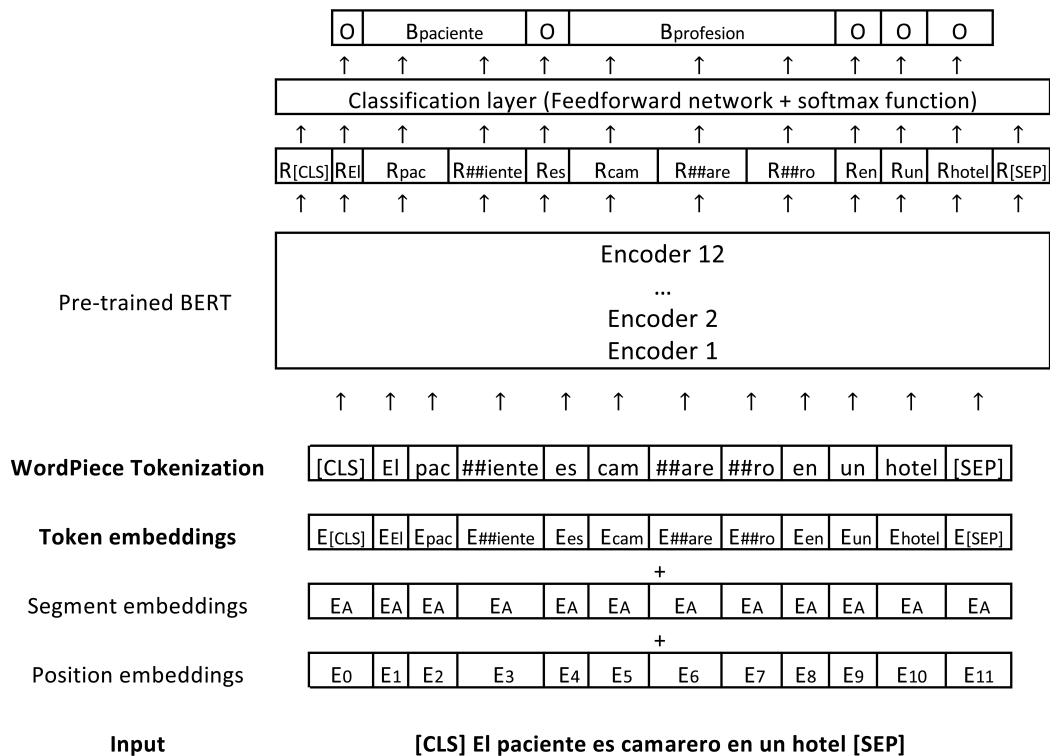 O Bpaciente O Bprofesion O O O
↑ ↑ ↑ ↑ ↑ ↑ ↑ ↑ ↑ ↑
Classification layer (Feedforward network + softmax function)
↑ ↑ ↑ ↑ ↑ ↑ ↑ ↑ ↑ ↑ ↑ ↑
R[CLS] REl Rpac R##iente Res Rcam R##are R##ro Ren Run Rhotel R[SEP]
↑ ↑ ↑ ↑ ↑ ↑ ↑ ↑ ↑ ↑ ↑ ↑
Encoder 12
...
Pre-trained BERT
Encoder 2
Encoder 1
↑ ↑ ↑ ↑ ↑ ↑ ↑ ↑ ↑ ↑ ↑ ↑
WordPiece Tokenization [CLS] El pac ##iente es cam ##are ##ro en un hotel [SEP]
Token embeddings E[CLS] EEl Epac E##iente Ees Ecam E##are E##ro Een Eun Ehotel E[SEP]
+
Segment embeddings EA EA EA EA EA EA EA EA EA EA EA EA
+
Position embeddings E0 E1 E2 E3 E4 E5 E6 E7 E8 E9 E10 E11
Input [CLS] El paciente es camarero en un hotel [SEP]